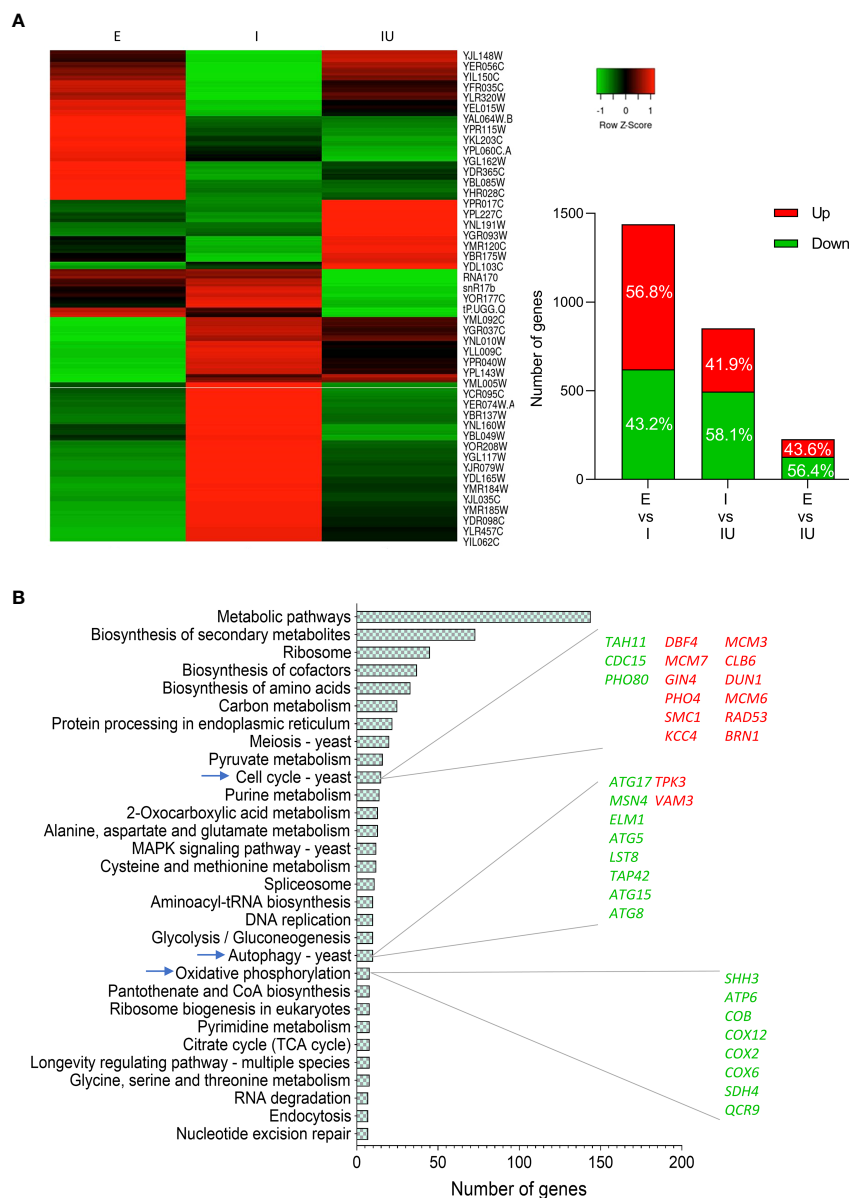 A
E I IU
YJL148W
YER056C
YIL150C
YFR035C
YLR320W
YEL015W
YAL064W.B
YPR115W
YKL203C
YPL060C.A
YGL162W
YDR365C
YBL085W
YHR028C
YPR017C
YPL227C
YNL191W
YGR093W
YMR120C
YBR175W
YDL103C
RNA170
snR17b
YOR177C
tP.UGG.Q
YML092C
YGR037C
YNL010W
YLL009C
YPR040W
YPL143W
YML005W
YCR095C
YER074W.A
YBR137W
YNL160W
YBL049W
YOR208W
YGL117W
YJR079W
YDL165W
YMR184W
YJL035C
YMR185W
YDR098C
YLR457C
YIL062C
-1 0 1
Row Z-Score
Up
Down
Number of genes
1500
1000
500
0
56.8%
43.2%
41.9%
58.1%
43.6%
56.4%
E vs I
I vs IU
E vs IU
B
Metabolic pathways
Biosynthesis of secondary metabolites
Ribosome
Biosynthesis of cofactors
Biosynthesis of amino acids
Carbon metabolism
Protein processing in endoplasmic reticulum
Meiosis - yeast
Pyruvate metabolism
Cell cycle - yeast
Purine metabolism
2-Oxocarboxylic acid metabolism
Alanine, aspartate and glutamate metabolism
MAPK signaling pathway - yeast
Cysteine and methionine metabolism
Spliceosome
Aminoacyl-tRNA biosynthesis
DNA replication
Glycolysis / Gluconeogenesis
Autophagy - yeast
Oxidative phosphorylation
Pantothenate and CoA biosynthesis
Ribosome biogenesis in eukaryotes
Pyrimidine metabolism
Citrate cycle (TCA cycle)
Longevity regulating pathway - multiple species
Glycine, serine and threonine metabolism
RNA degradation
Endocytosis
Nucleotide excision repair
0 50 100 150 200
Number of genes
TAH11 DBF4 MCM3
CDC15 MCM7 CLB6
PHO80 GIN4 DUN1
PHO4 MCM6
SMC1 RAD53
KCC4 BRN1
ATG17 TPK3
MSN4 VAM3
ELM1
ATG5
LST8
TAP42
ATG15
ATG8
SHH3
ATP6
COB
COX12
COX2
COX6
SDH4
QCR9